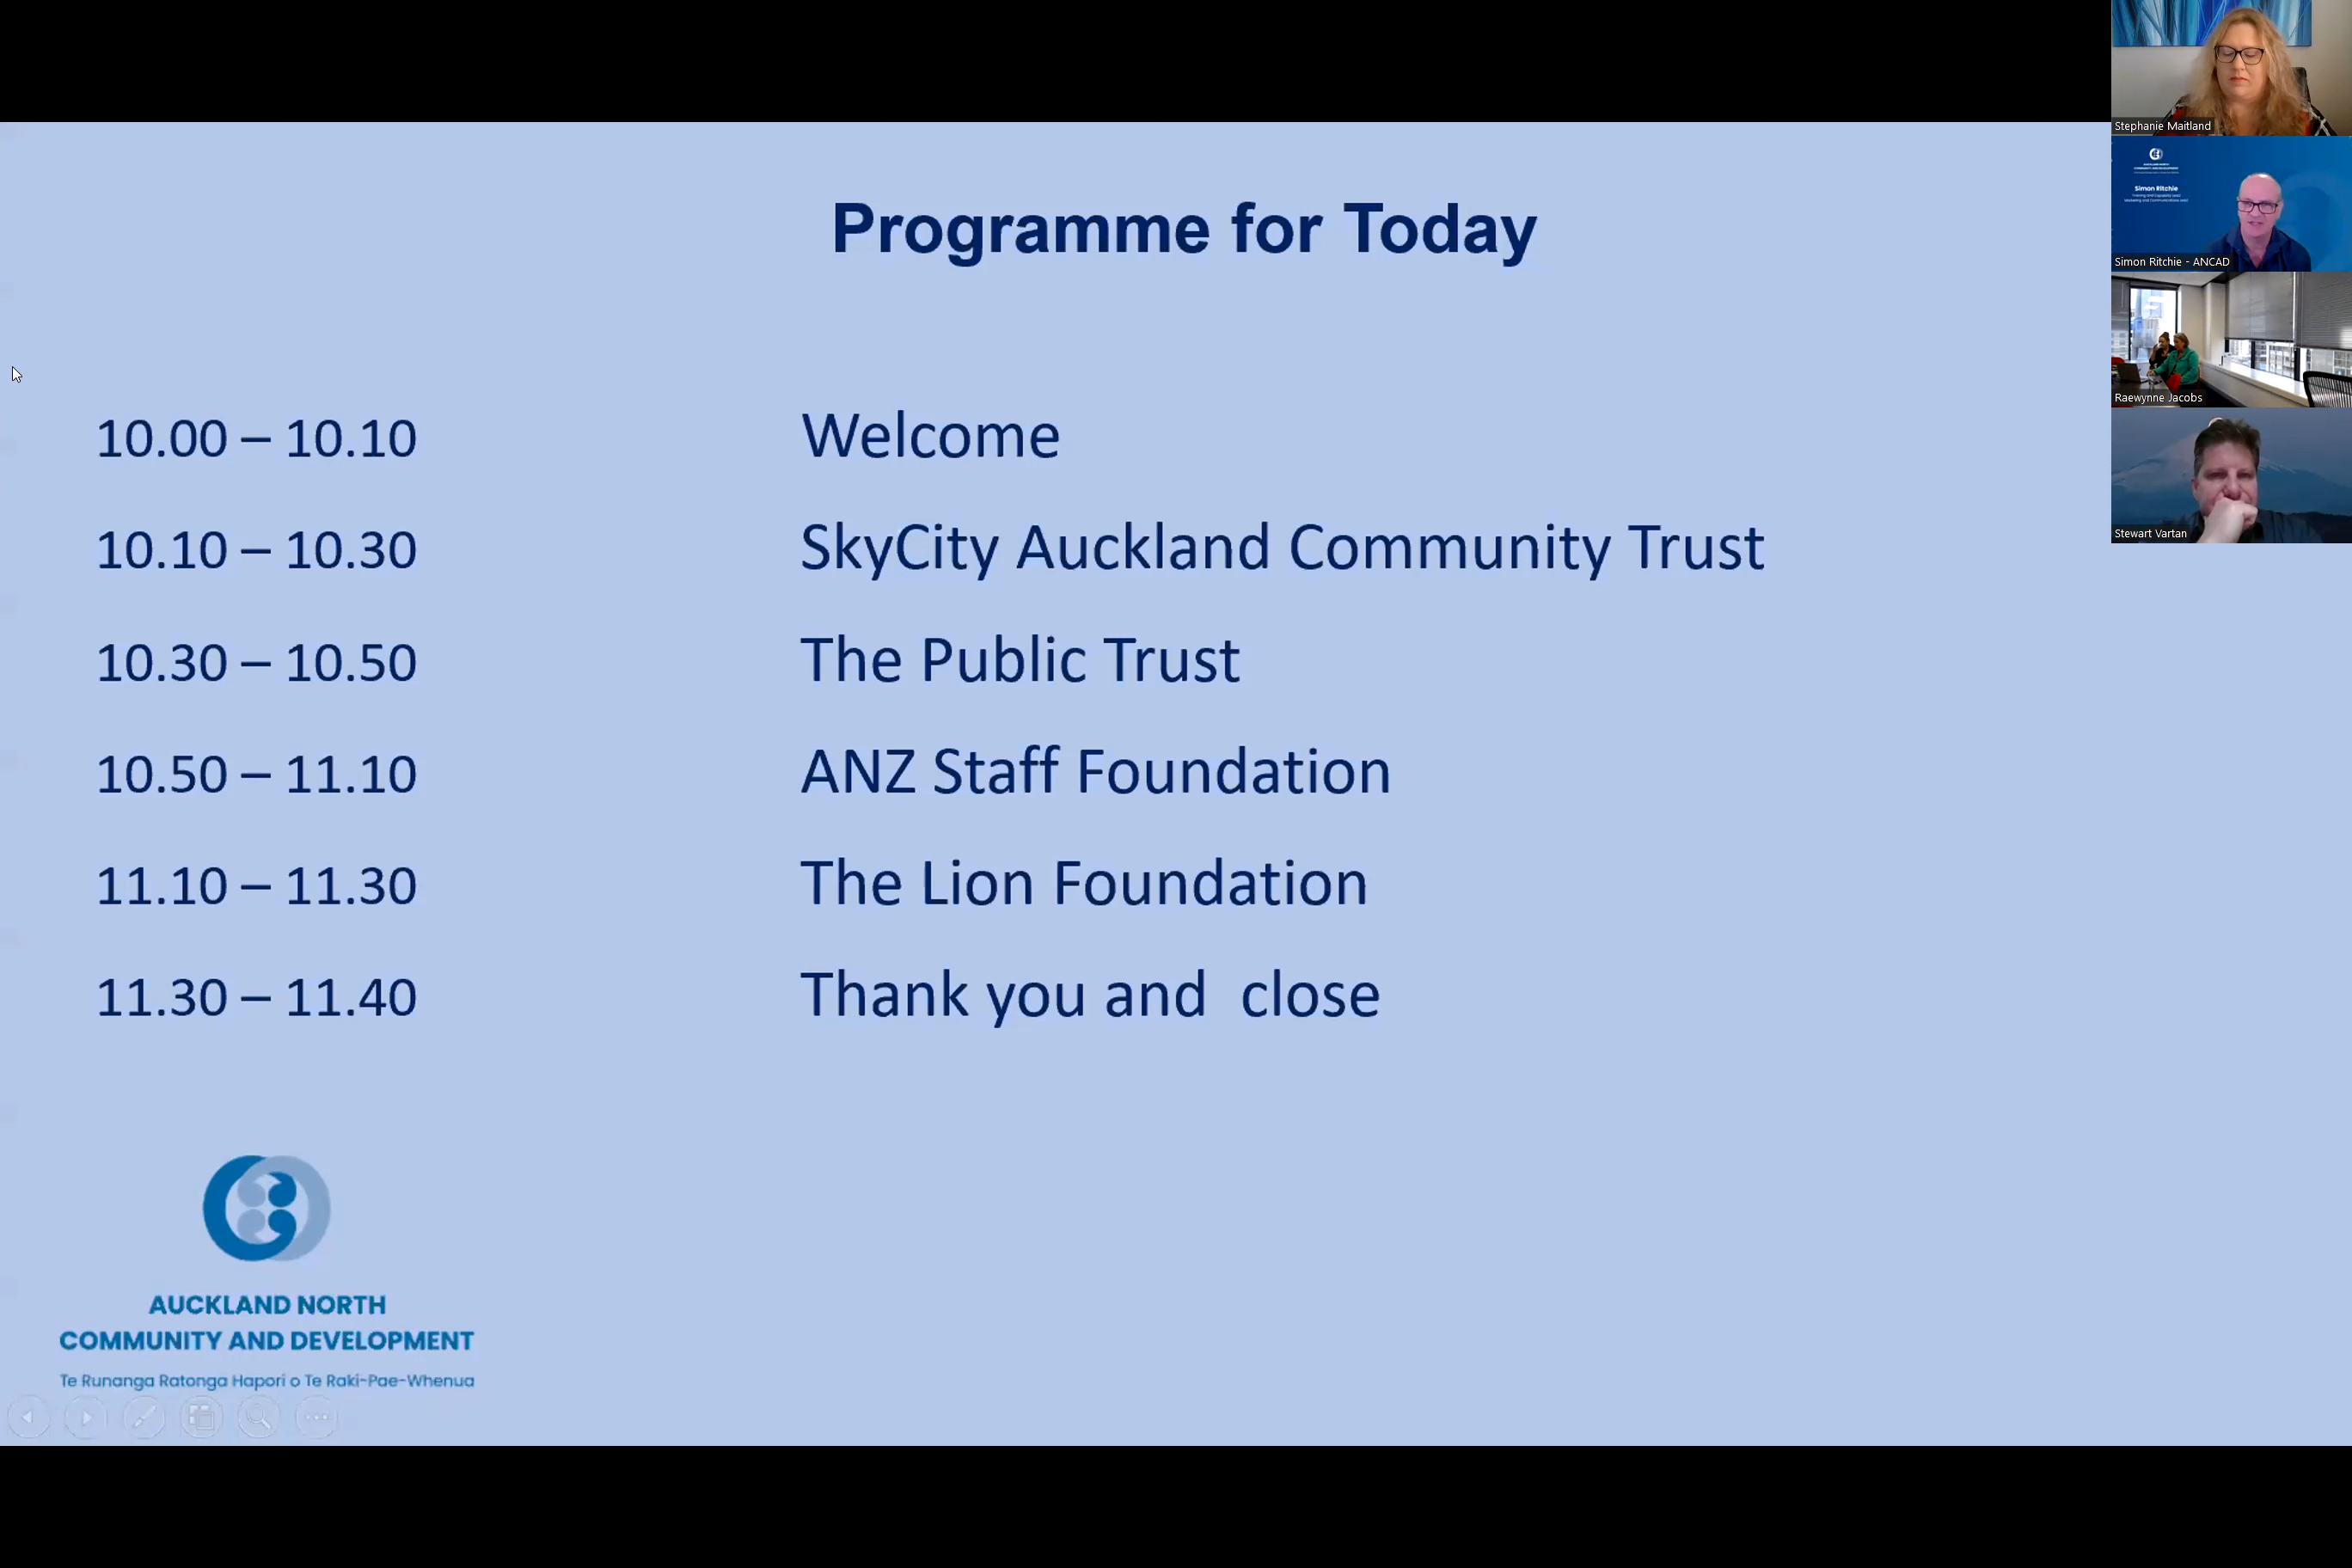 Programme for Today
10.00 – 10.10 Welcome
10.10 – 10.30 SkyCity Auckland Community Trust
10.30 – 10.50 The Public Trust
10.50 – 11.10 ANZ Staff Foundation
11.10 – 11.30 The Lion Foundation
11.30 – 11.40 Thank you and  close
AUCKLAND NORTH
COMMUNITY AND DEVELOPMENT
Te Runanga Ratonga Hapori o Te Raki-Pae-Whenua
Stephanie Maitland
Simon Ritchie
Simon Ritchie - ANCAD
Raewynne Jacobs
Stewart Vartan